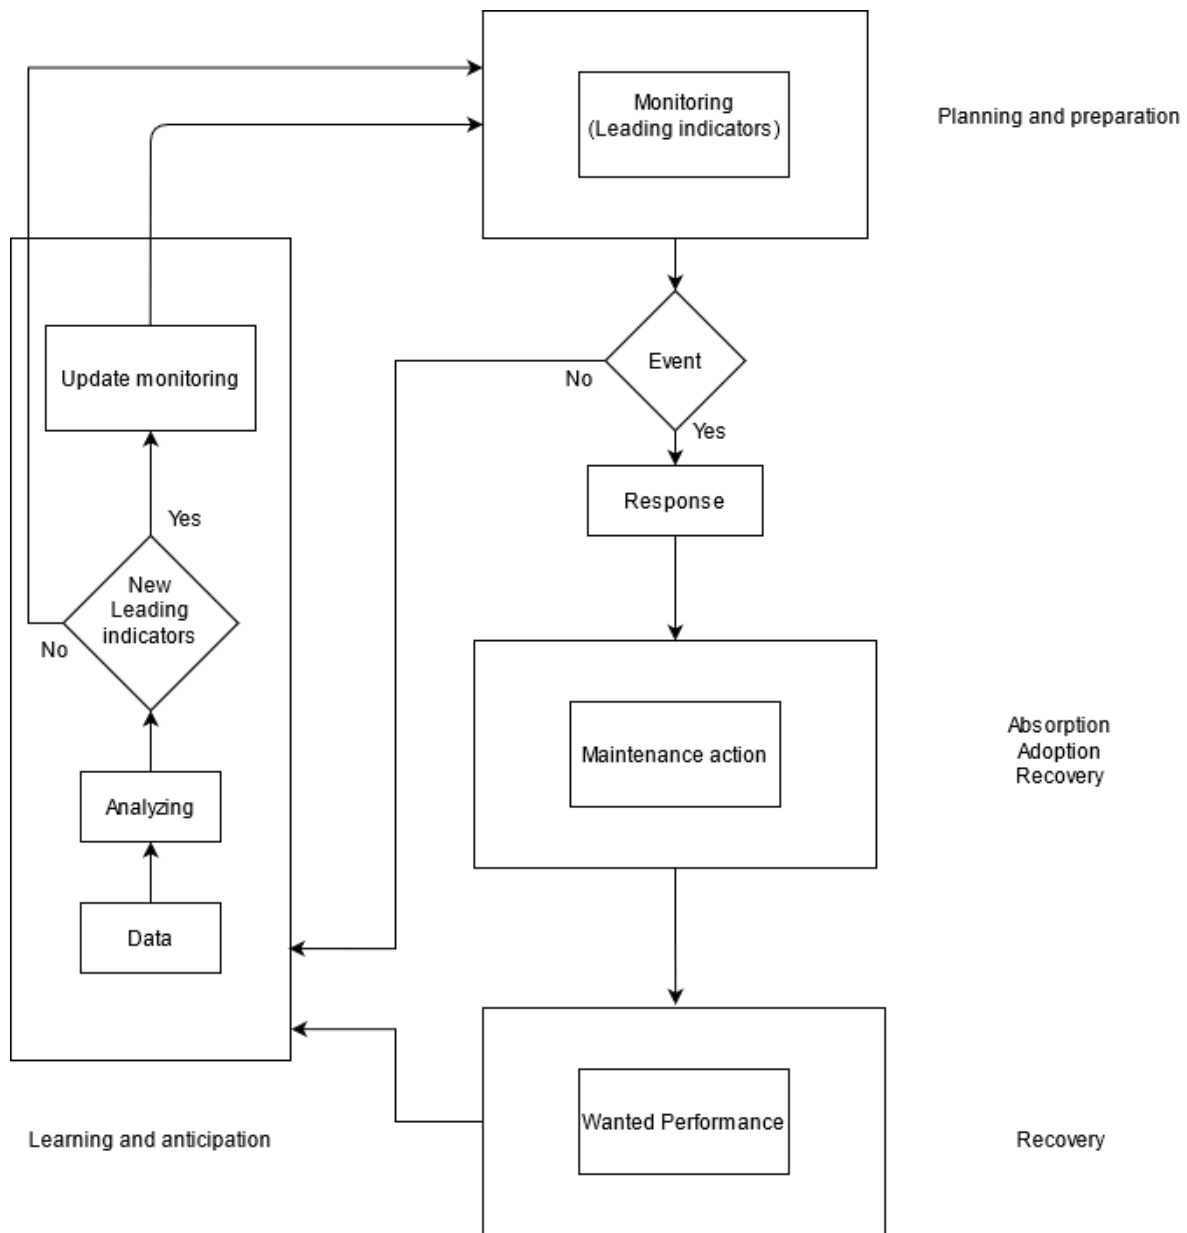 Monitoring
(Leading indicators)
Planning and preparation
Event
No
Yes
Response
Update monitoring
Yes
New
Leading
indicators
No
Maintenance action
Absorption
Adoption
Recovery
Analyzing
Data
Wanted Performance
Learning and anticipation
Recovery